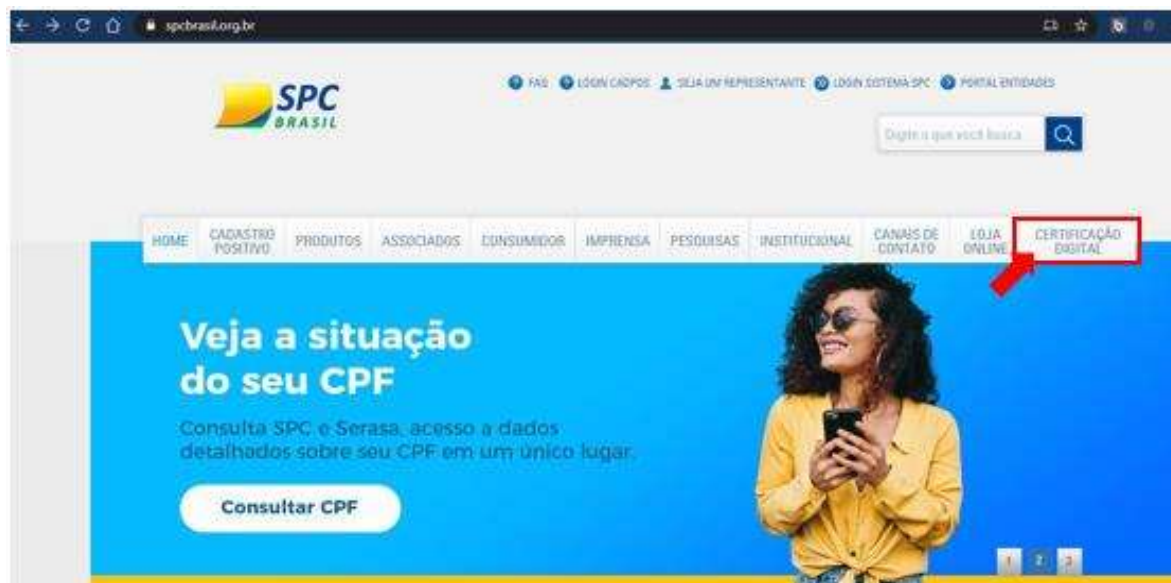 spcbrasil.org.br
SPC
BRASIL
FAQ LOGIN CADPOS SEJA UM REPRESENTANTE LOGIN SISTEMA SPC PORTAL ENTIDADES
Digite o que você busca
HOME
CADASTRO
POSITIVO
PRODUTOS
ASSOCIADOS
CONSUMIDOR
IMPRENSA
PESQUISAS
INSTITUCIONAL
CANAIS DE
CONTATO
LOJA
ONLINE
CERTIFICAÇÃO
DIGITAL
Veja a situação
do seu CPF
Consulta SPC e Serasa, acesso a dados
detalhados sobre seu CPF em um único lugar.
Consultar CPF
1 2 3